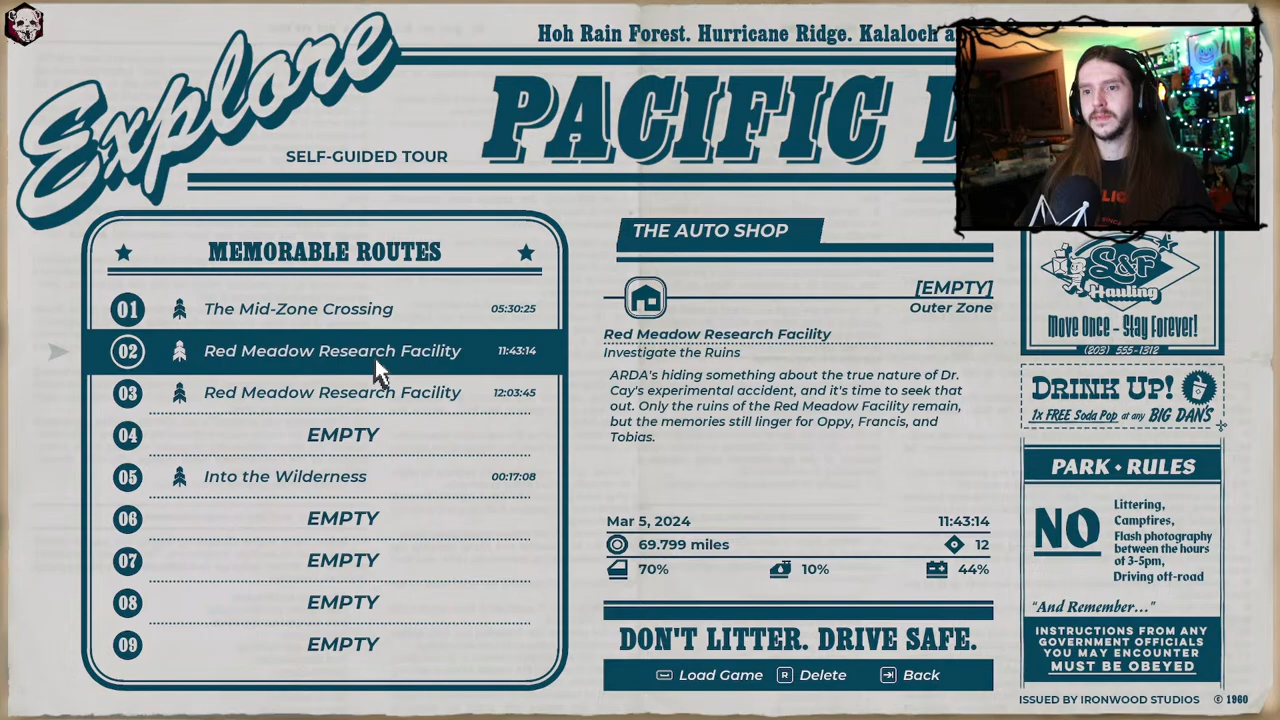 Explore
Hoh Rain Forest. Hurricane Ridge. Kalaloch a
PACIFIC D
SELF-GUIDED TOUR
MEMORABLE ROUTES
01 The Mid-Zone Crossing 05:30:25
02 Red Meadow Research Facility 11:43:14
03 Red Meadow Research Facility 12:03:45
04 EMPTY
05 Into the Wilderness 00:17:08
06 EMPTY
07 EMPTY
08 EMPTY
09 EMPTY
THE AUTO SHOP
[EMPTY]
Outer Zone
Red Meadow Research Facility
Investigate the Ruins
ARDA's hiding something about the true nature of Dr.
Cay's experimental accident, and it's time to seek that
out. Only the ruins of the Red Meadow Facility remain,
but the memories still linger for Oppy, Francis, and
Tobias.
Mar 5, 2024 11:43:14
69.799 miles 12
70% 10% 44%
DON'T LITTER. DRIVE SAFE.
Load Game R Delete Back
S&F
Hauling
Move Once - Stay Forever!
(203) 555-1312
DRINK UP!
1x FREE Soda Pop at any BIG DAN'S
PARK • RULES
NO
Littering,
Campfires,
Flash photography
between the hours
of 3-5pm,
Driving off-road
"And Remember..."
INSTRUCTIONS FROM ANY
GOVERNMENT OFFICIALS
YOU MAY ENCOUNTER
MUST BE OBEYED
ISSUED BY IRONWOOD STUDIOS © 1960